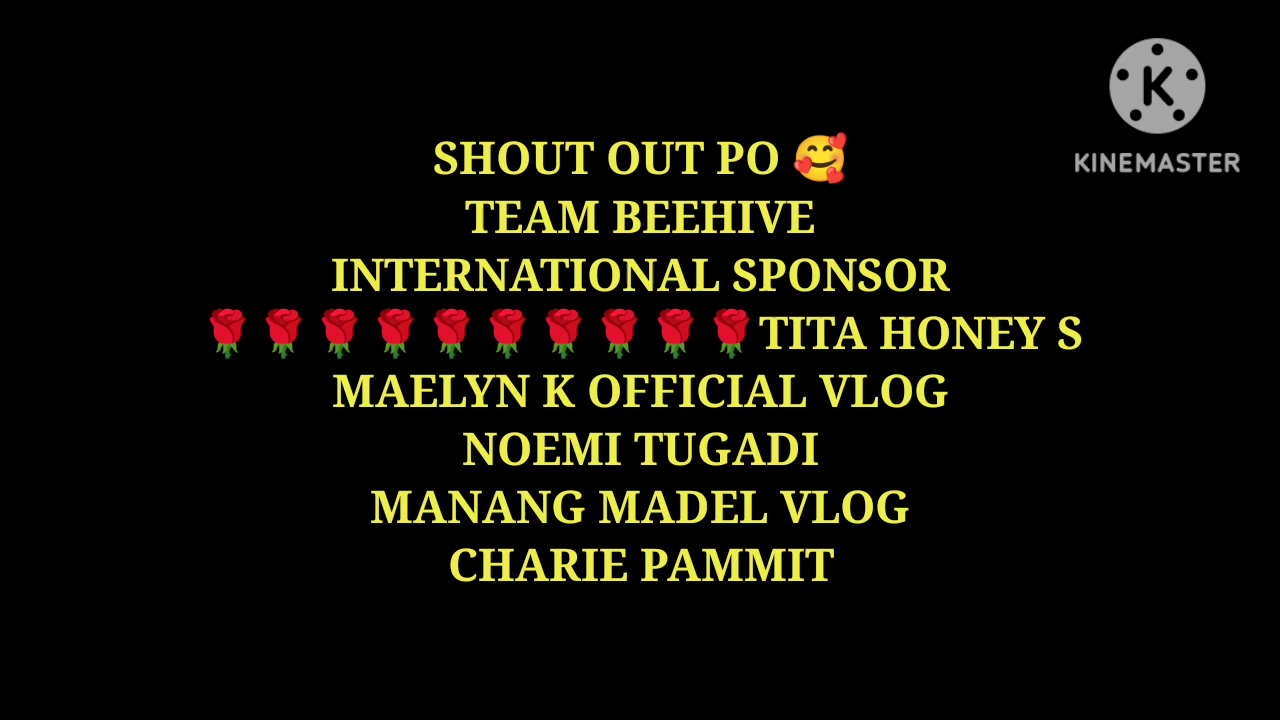 SHOUT OUT PO 🥰
TEAM BEEHIVE
INTERNATIONAL SPONSOR
🌹🌹🌹🌹🌹🌹🌹🌹🌹🌹TITA HONEY S
MAELYN K OFFICIAL VLOG
NOEMI TUGADI
MANANG MADEL VLOG
CHARIE PAMMIT
K
KINEMASTER